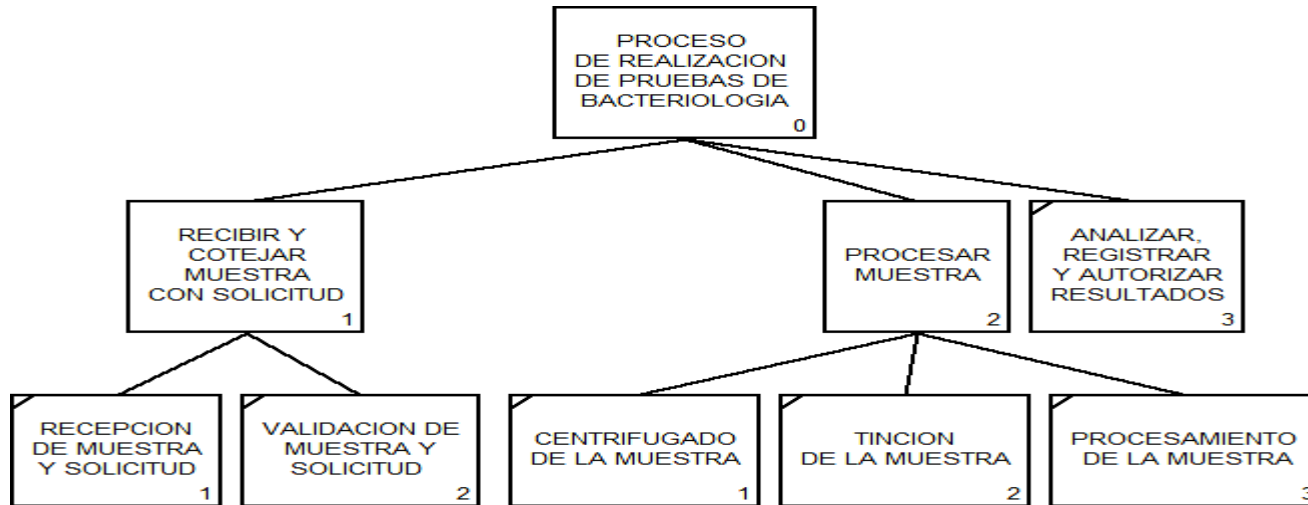 PROCESO
DE REALIZACION
DE PRUEBAS DE
BACTERIOLOGIA
0
RECIBIR Y
COTEJAR
MUESTRA
CON SOLICITUD
1
PROCESAR
MUESTRA
2
ANALIZAR,
REGISTRAR
Y AUTORIZAR
RESULTADOS
3
RECEPCION
DE MUESTRA
Y SOLICITUD
1
VALIDACION DE
MUESTRA Y
SOLICITUD
2
CENTRIFUGADO
DE LA MUESTRA
1
TINCION
DE LA MUESTRA
2
PROCESAMIENTO
DE LA MUESTRA
3